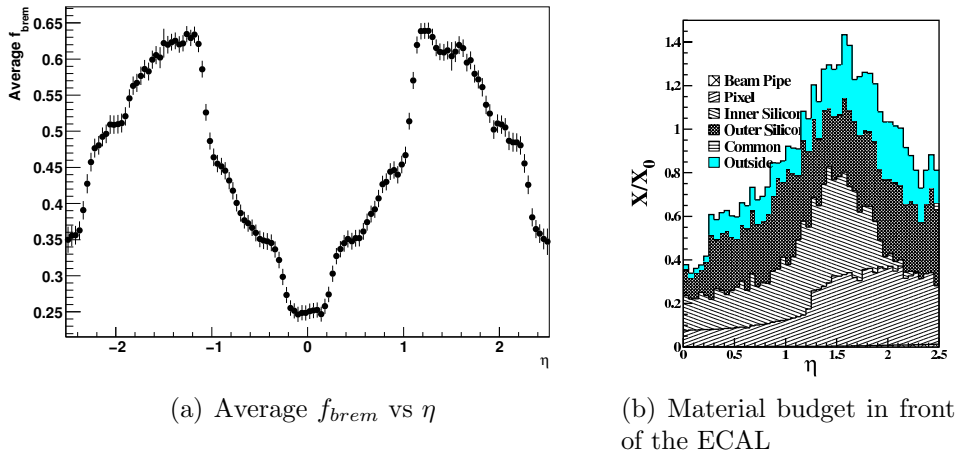 Average f_brem
0.65
0.6
0.55
0.5
0.45
0.4
0.35
0.3
0.25
−2 −1 0 1 2
η
(a) Average f_brem vs η
X/X_0
1.4
1.2
1
0.8
0.6
0.4
0.2
0
Beam Pipe
Pixel
Inner Silicon
Outer Silicon
Common
Outside
0 0.5 1 1.5 2 2.5
η
(b) Material budget in front
of the ECAL